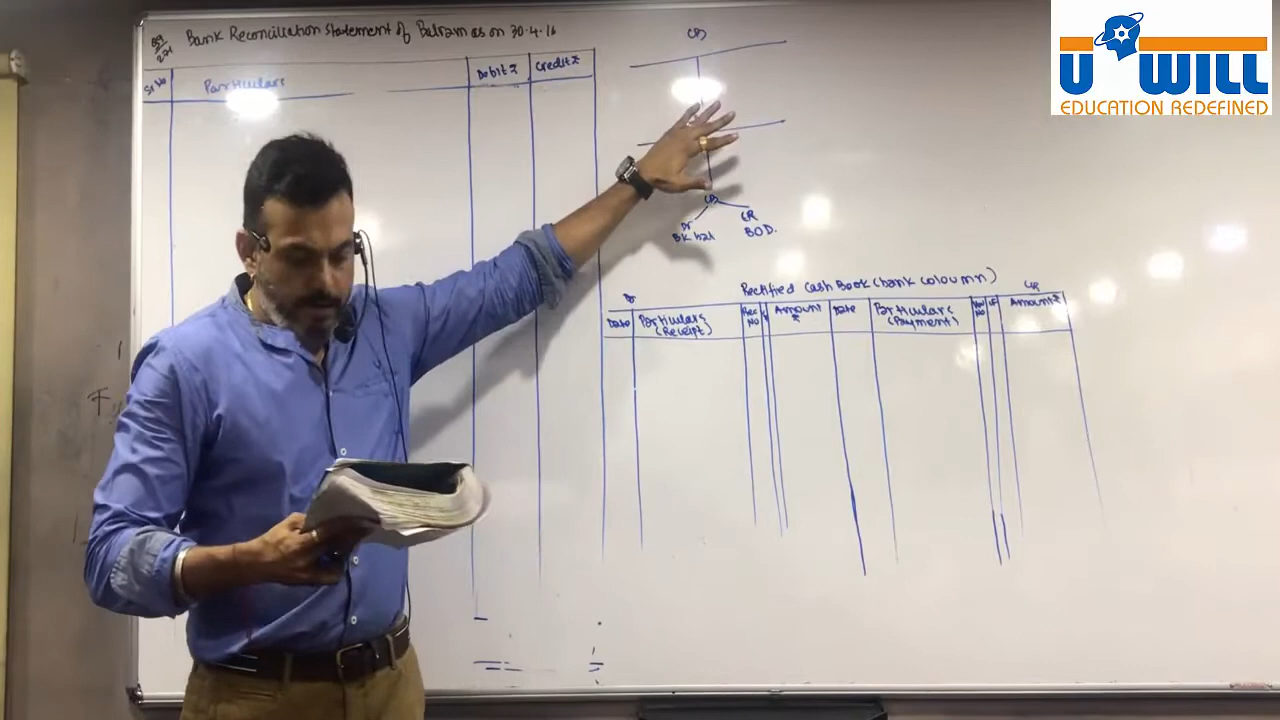 Bank Reconciliation Statement of Balram as on 30.4.16
Sr No
Particulars
Debit ₹
Credit ₹
CB
CB
Dr
Bk bal
CR
BOD.
Rectified Cash Book (bank coloumn)
Dr
CR
Date
Particulars
(Receipt)
Rec
No
Amount
₹
Date
Particulars
(Payment)
No
LF
Amount ₹
U WILL
EDUCATION REDEFINED